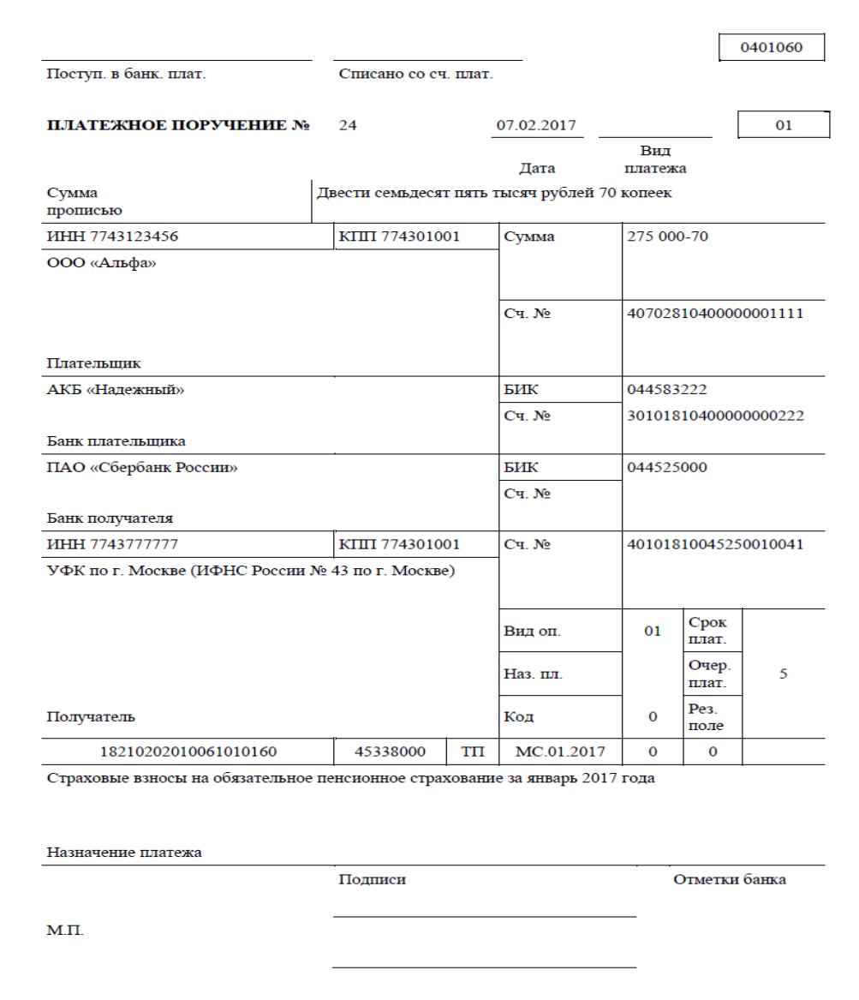 0401060
Поступ. в банк. плат. Списано со сч. плат.
ПЛАТЕЖНОЕ ПОРУЧЕНИЕ № 24 07.02.2017 01
Дата Вид платежа
Сумма прописью Двести семьдесят пять тысяч рублей 70 копеек
ИНН 7743123456 КПП 774301001 Сумма 275 000-70
ООО «Альфа»
Сч. № 40702810400000001111
Плательщик
АКБ «Надежный» БИК 044583222
Сч. № 30101810400000000222
Банк плательщика
ПАО «Сбербанк России» БИК 044525000
Сч. №
Банк получателя
ИНН 7743777777 КПП 774301001 Сч. № 40101810045250010041
УФК по г. Москве (ИФНС России № 43 по г. Москве)
Вид оп. 01 Срок плат.
Наз. пл. Очер. плат. 5
Получатель Код 0 Рез. поле
18210202010061010160 45338000 ТП МС.01.2017 0 0
Страховые взносы на обязательное пенсионное страхование за январь 2017 года
Назначение платежа
Подписи Отметки банка
М.П.